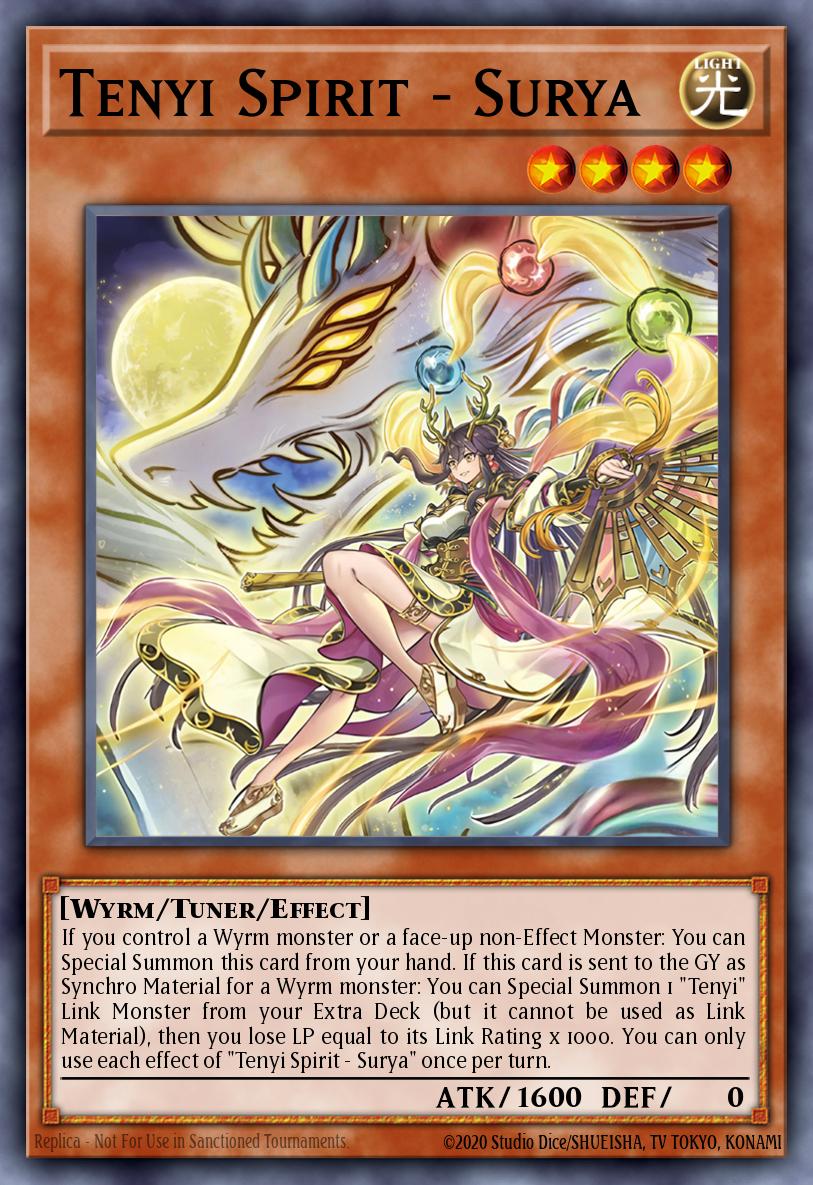 Tenyi Spirit - Surya
LIGHT
光
[Wyrm/Tuner/Effect]
If you control a Wyrm monster or a face-up non-Effect Monster: You can
Special Summon this card from your hand. If this card is sent to the GY as
Synchro Material for a Wyrm monster: You can Special Summon 1 "Tenyi"
Link Monster from your Extra Deck (but it cannot be used as Link
Material), then you lose LP equal to its Link Rating x 1000. You can only
use each effect of "Tenyi Spirit - Surya" once per turn.
ATK/1600 DEF/ 0
Replica - Not For Use in Sanctioned Tournaments.
©2020 Studio Dice/SHUEISHA, TV TOKYO, KONAMI